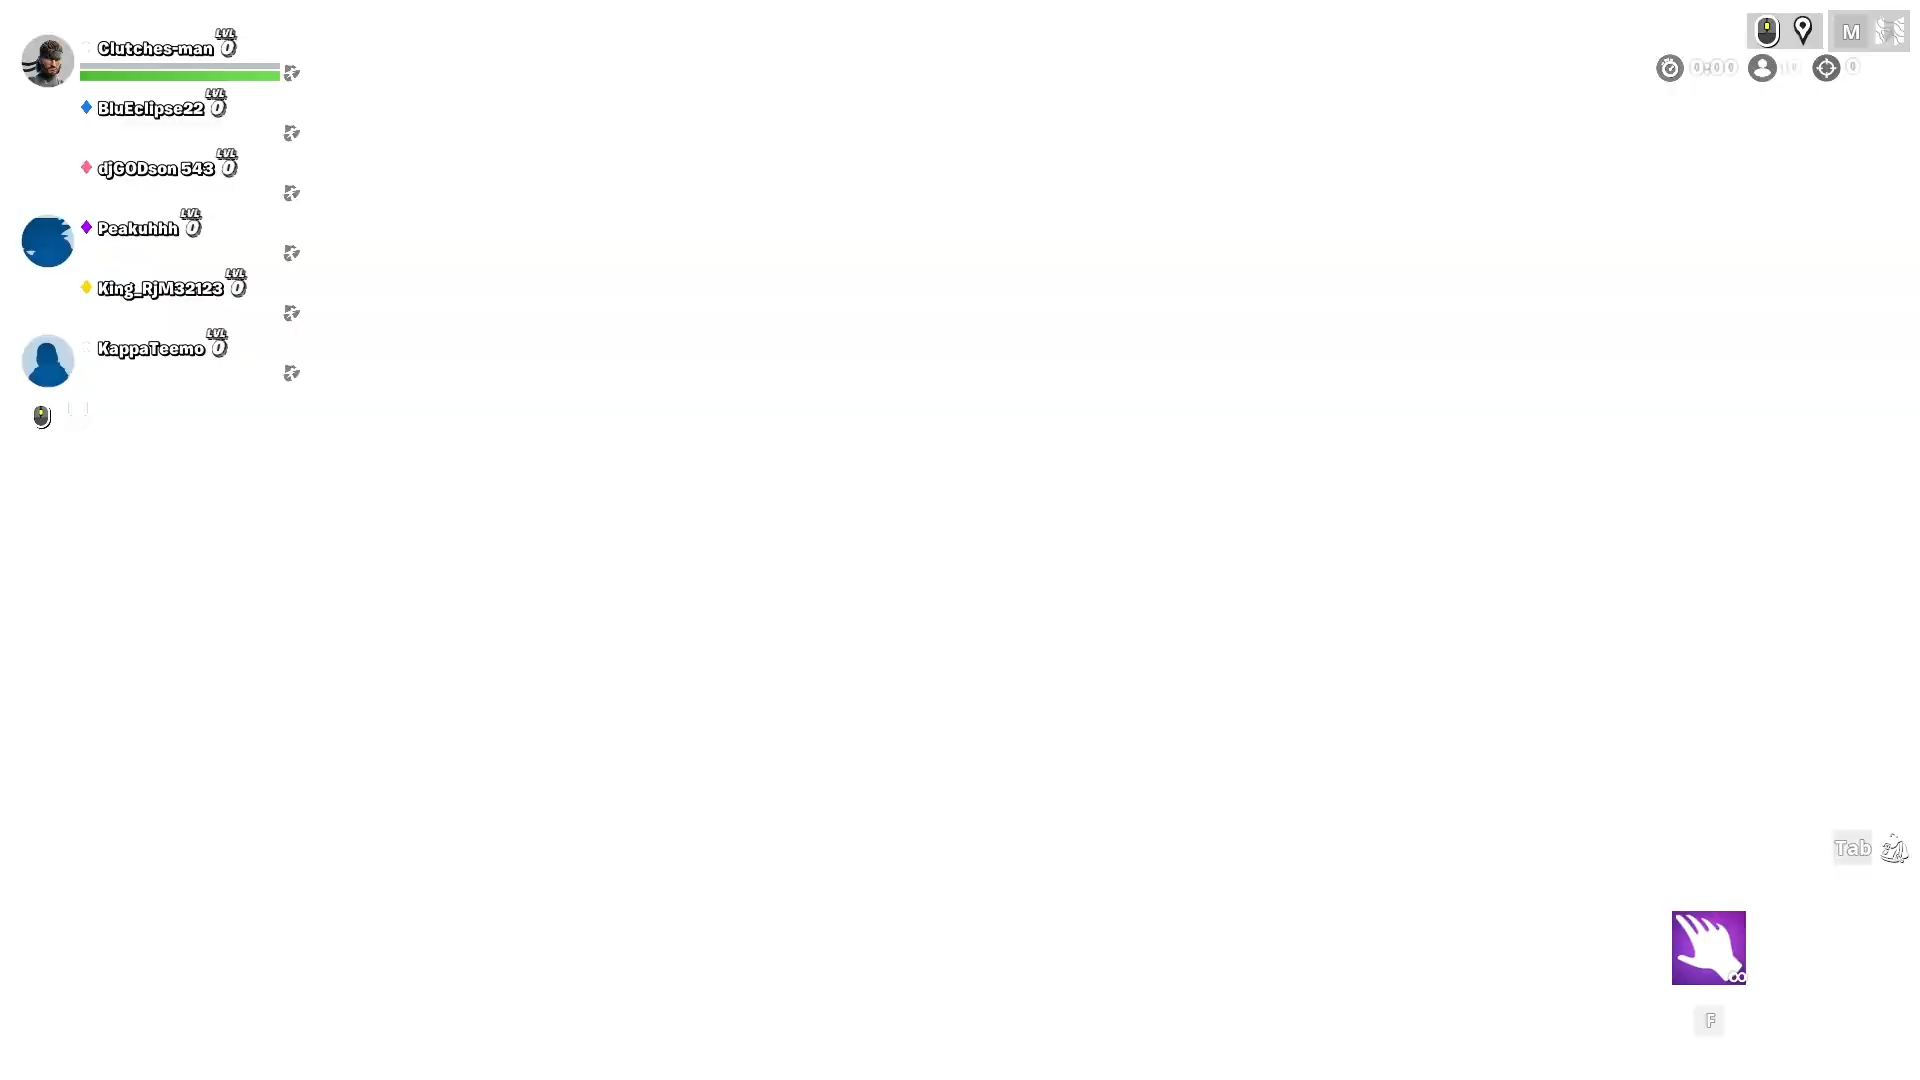 LVL
Clutches-man 0
LVL
BluEclipse22 0
LVL
djGODson 543 0
LVL
Peakuhhh 0
LVL
King_RjM32123 0
LVL
KappaTeemo 0
M
0:00 10 0
Tab
∞
F